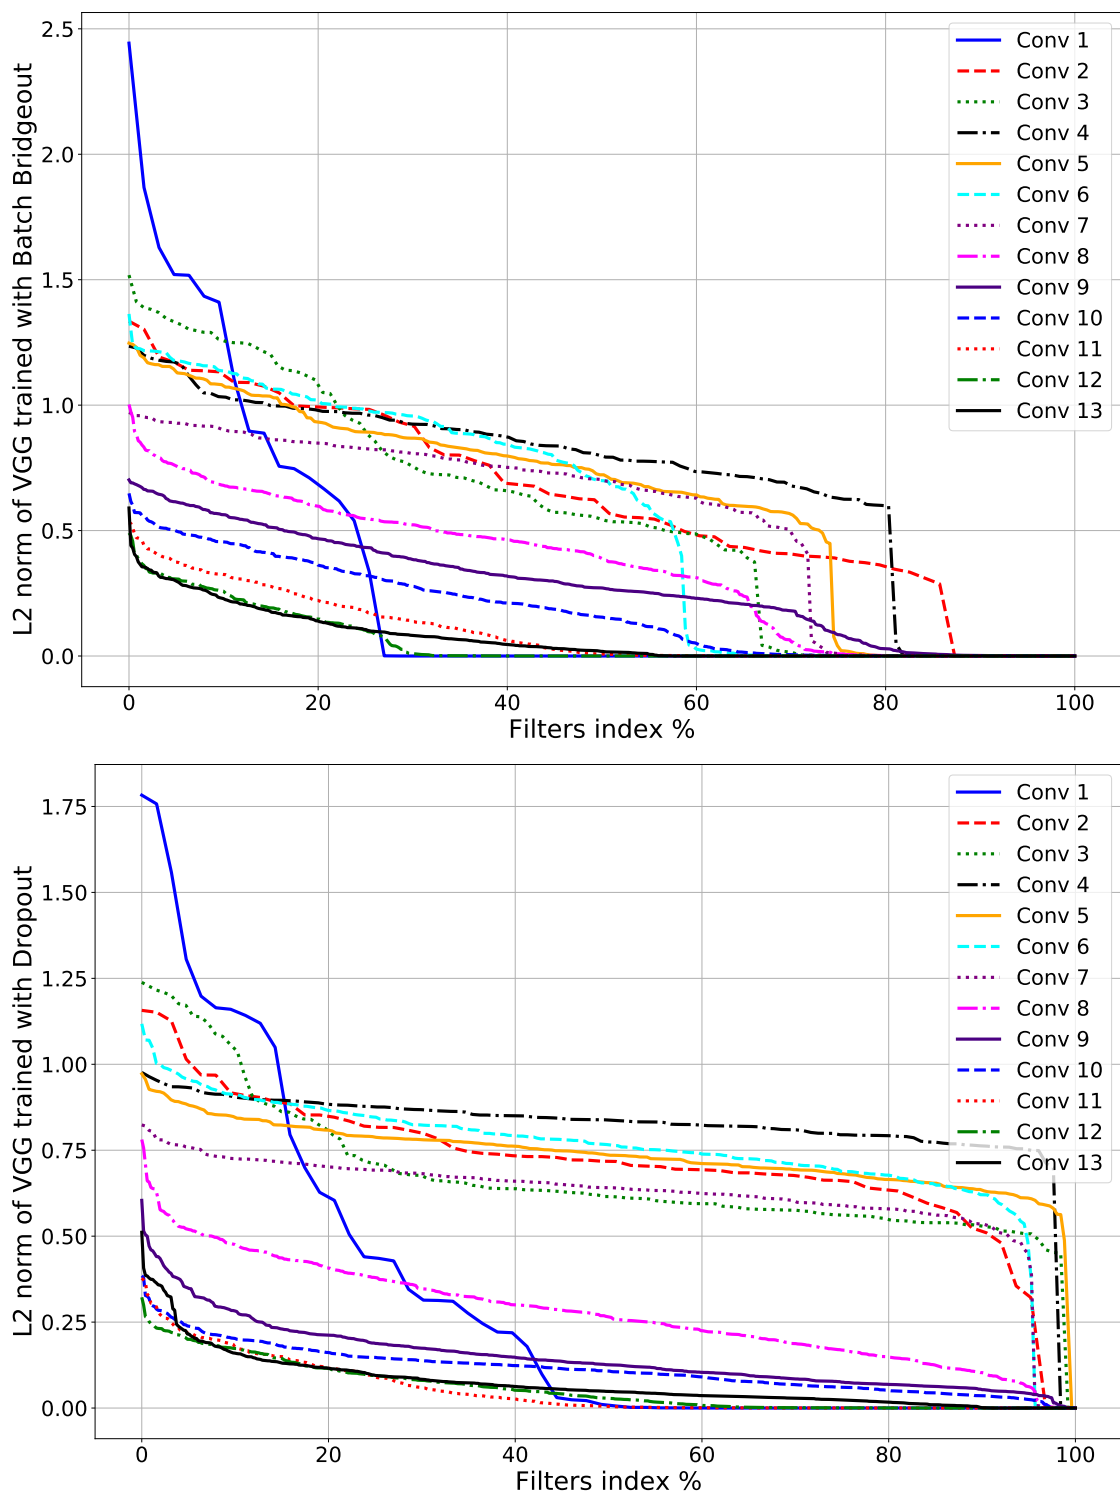 L2 norm of VGG trained with Batch Bridgeout
2.5
2.0
1.5
1.0
0.5
0.0
0 20 40 60 80 100
Filters index %
Conv 1
Conv 2
Conv 3
Conv 4
Conv 5
Conv 6
Conv 7
Conv 8
Conv 9
Conv 10
Conv 11
Conv 12
Conv 13
L2 norm of VGG trained with Dropout
1.75
1.50
1.25
1.00
0.75
0.50
0.25
0.00
0 20 40 60 80 100
Filters index %
Conv 1
Conv 2
Conv 3
Conv 4
Conv 5
Conv 6
Conv 7
Conv 8
Conv 9
Conv 10
Conv 11
Conv 12
Conv 13